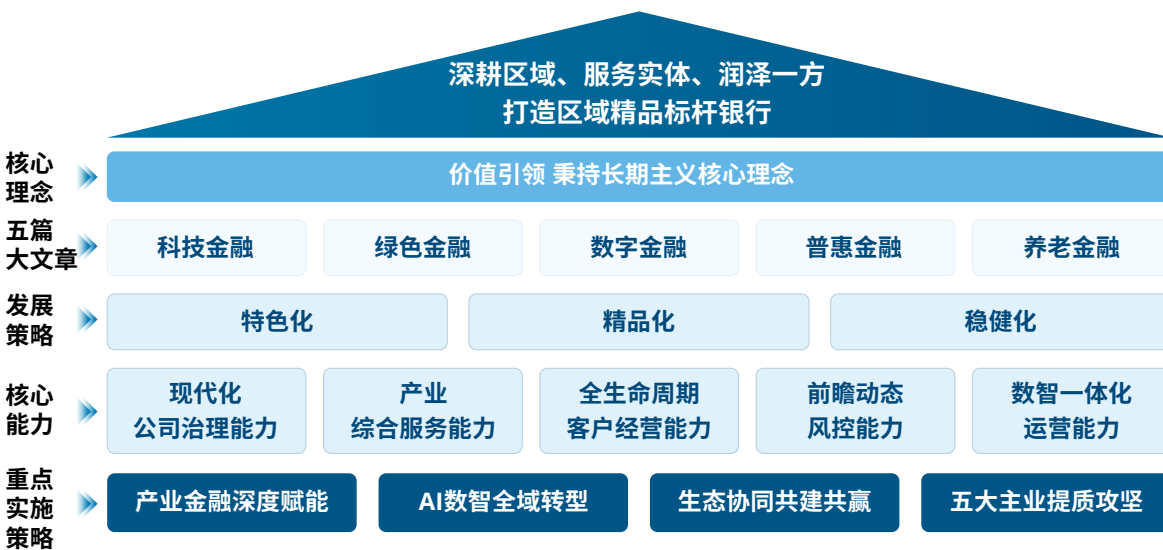 深耕区域、服务实体、润泽一方
打造区域精品标杆银行
核心
理念
价值引领 秉持长期主义核心理念
五篇
大文章
科技金融
绿色金融
数字金融
普惠金融
养老金融
发展
策略
特色化
精品化
稳健化
核心
能力
现代化
公司治理能力
产业
综合服务能力
全生命周期
客户经营能力
前瞻动态
风控能力
数智一体化
运营能力
重点
实施
策略
产业金融深度赋能
AI数智全域转型
生态协同共建共赢
五大主业提质攻坚